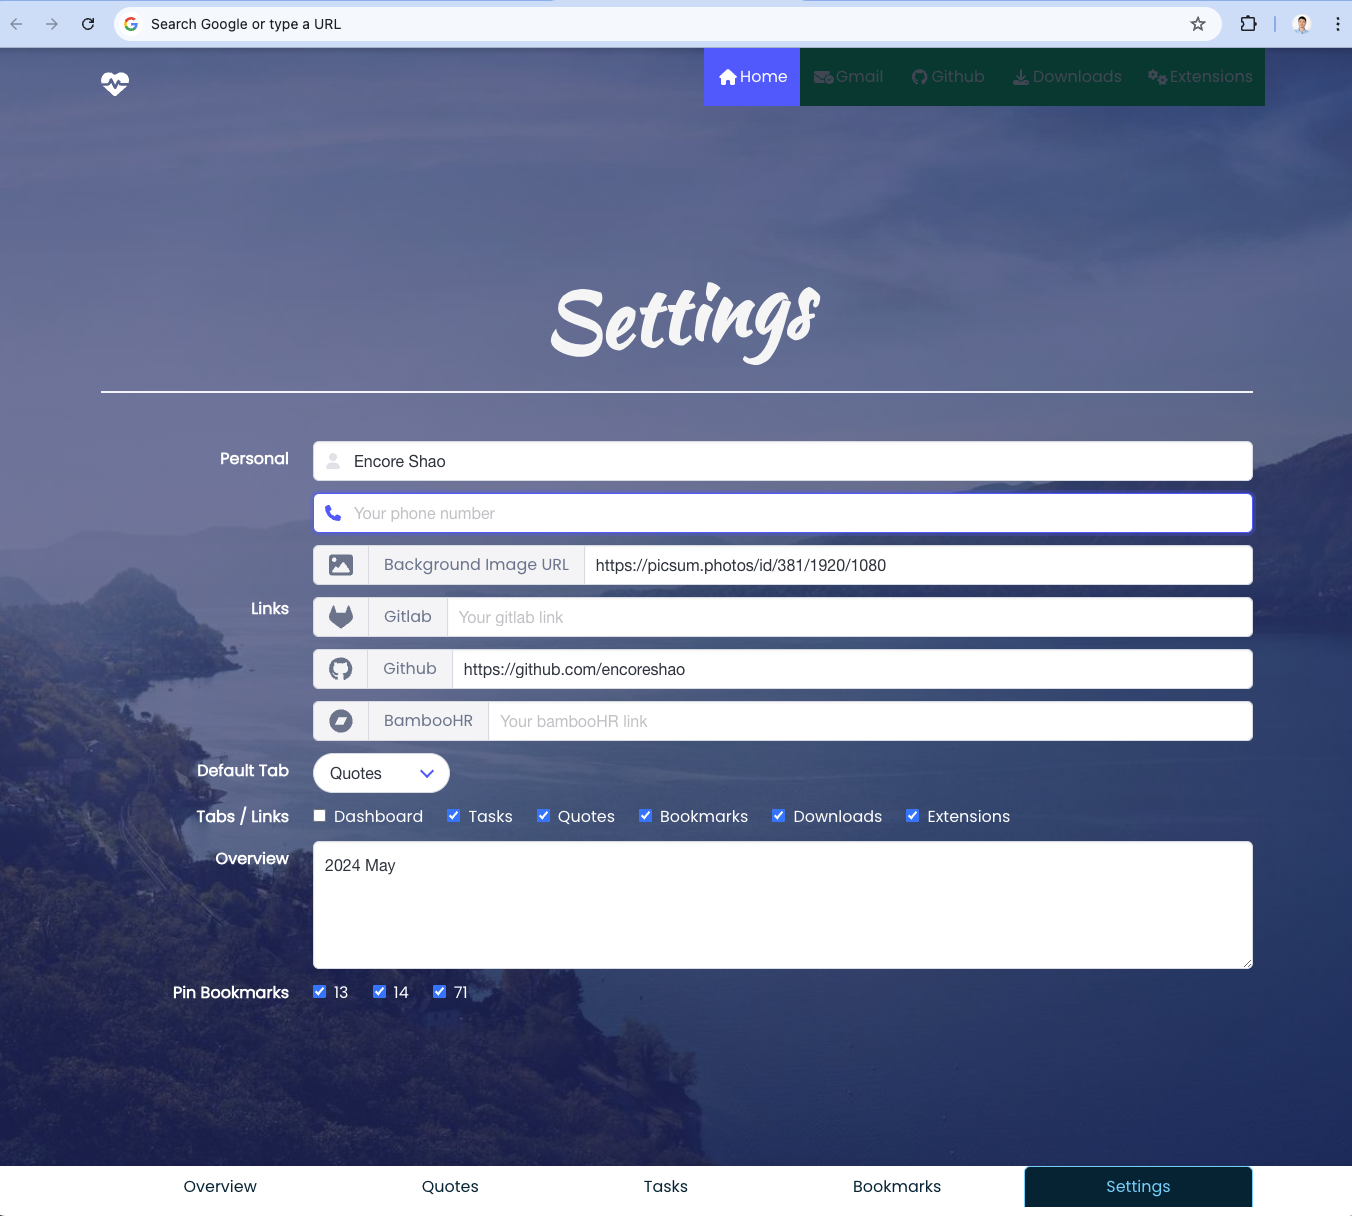 Search Google or type a URL
Home Gmail Github Downloads Extensions
Settings
Personal Encore Shao
Your phone number
Background Image URL https://picsum.photos/id/381/1920/1080
Links Gitlab Your gitlab link
Github https://github.com/encoreshao
BambooHR Your bambooHR link
Default Tab Quotes
Tabs / Links Dashboard Tasks Quotes Bookmarks Downloads Extensions
Overview 2024 May
Pin Bookmarks 13 14 71
Overview Quotes Tasks Bookmarks Settings